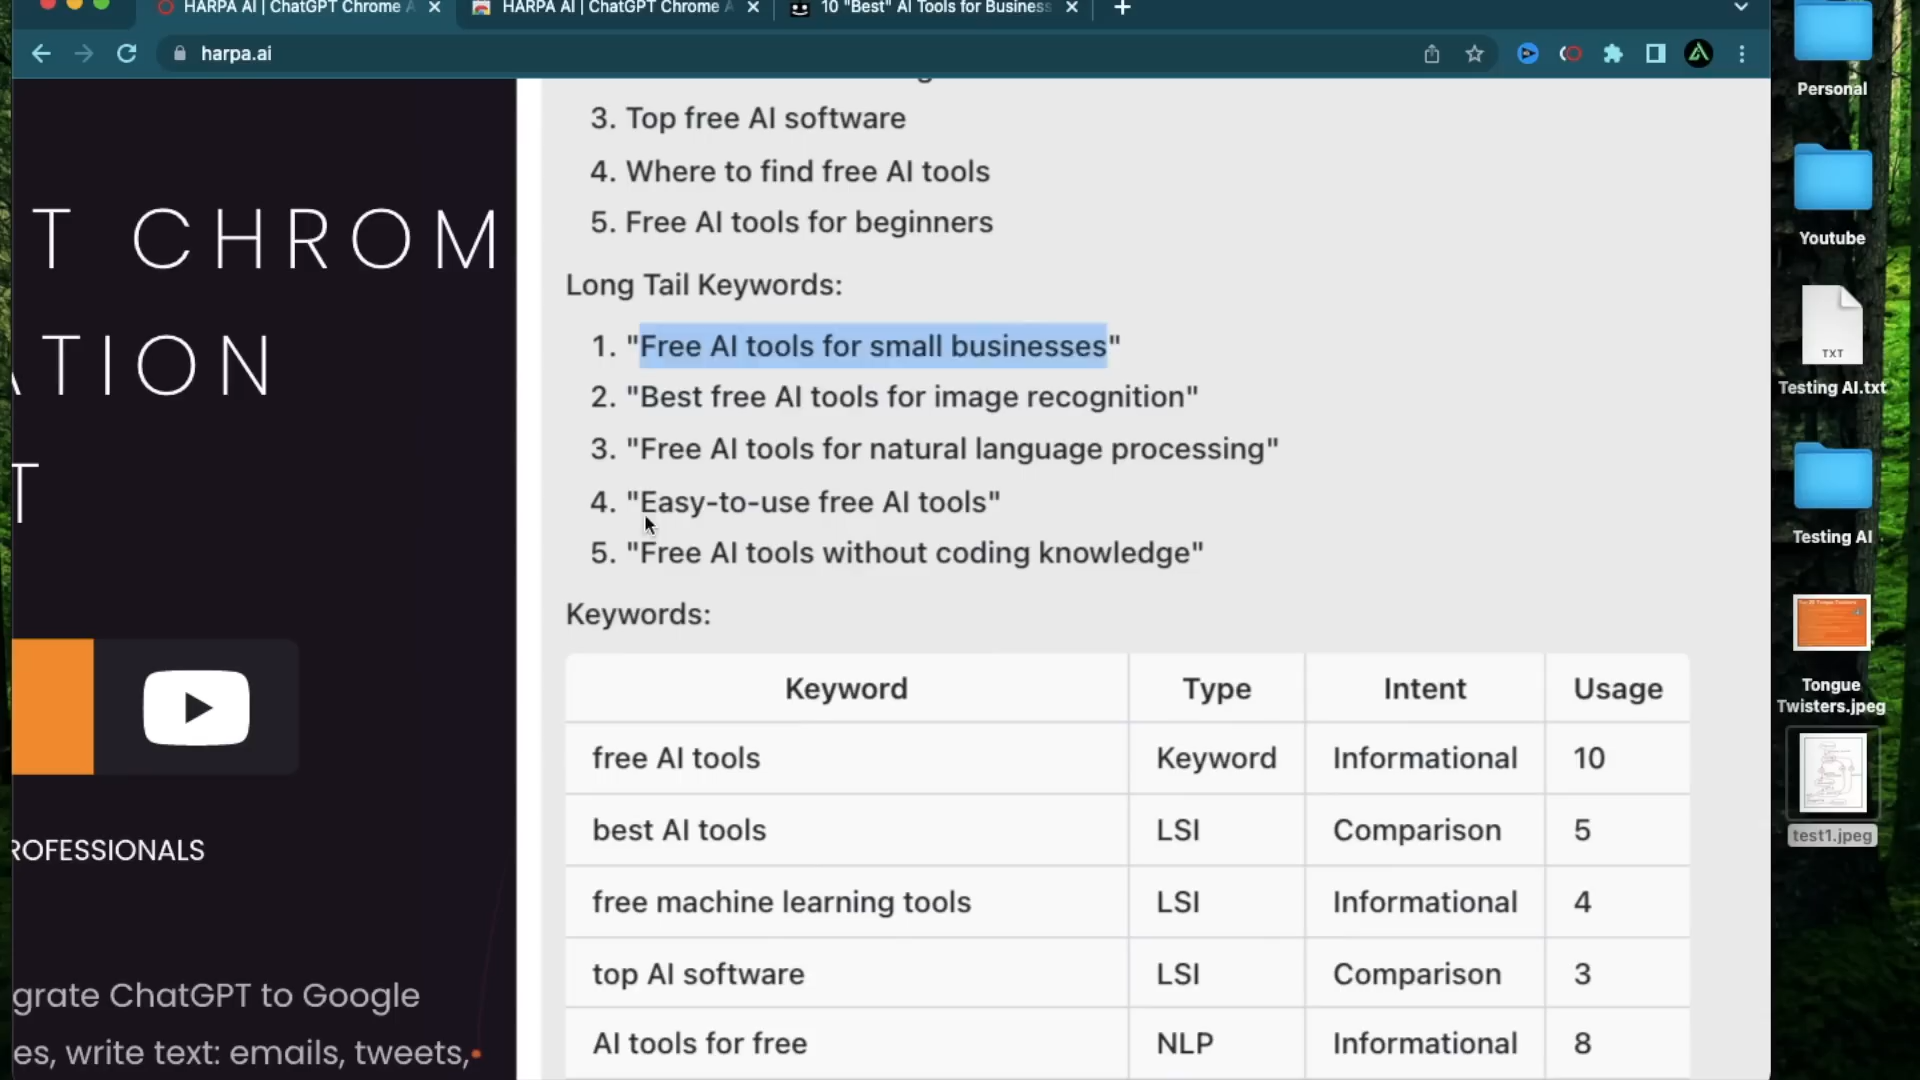 HARPA AI | ChatGPT Chrome A
HARPA AI | ChatGPT Chrome A
10 "Best" AI Tools for Business
harpa.ai
T CHROM
ATION
T
ROFESSIONALS
grate ChatGPT to Google
es, write text: emails, tweets,
3. Top free AI software
4. Where to find free AI tools
5. Free AI tools for beginners
Long Tail Keywords:
1. "Free AI tools for small businesses"
2. "Best free AI tools for image recognition"
3. "Free AI tools for natural language processing"
4. "Easy-to-use free AI tools"
5. "Free AI tools without coding knowledge"
Keywords:
Keyword Type Intent Usage
free AI tools Keyword Informational 10
best AI tools LSI Comparison 5
free machine learning tools LSI Informational 4
top AI software LSI Comparison 3
AI tools for free NLP Informational 8
Personal
Youtube
TXT
Testing AI.txt
Testing AI
Tongue
Twisters.jpeg
test1.jpeg